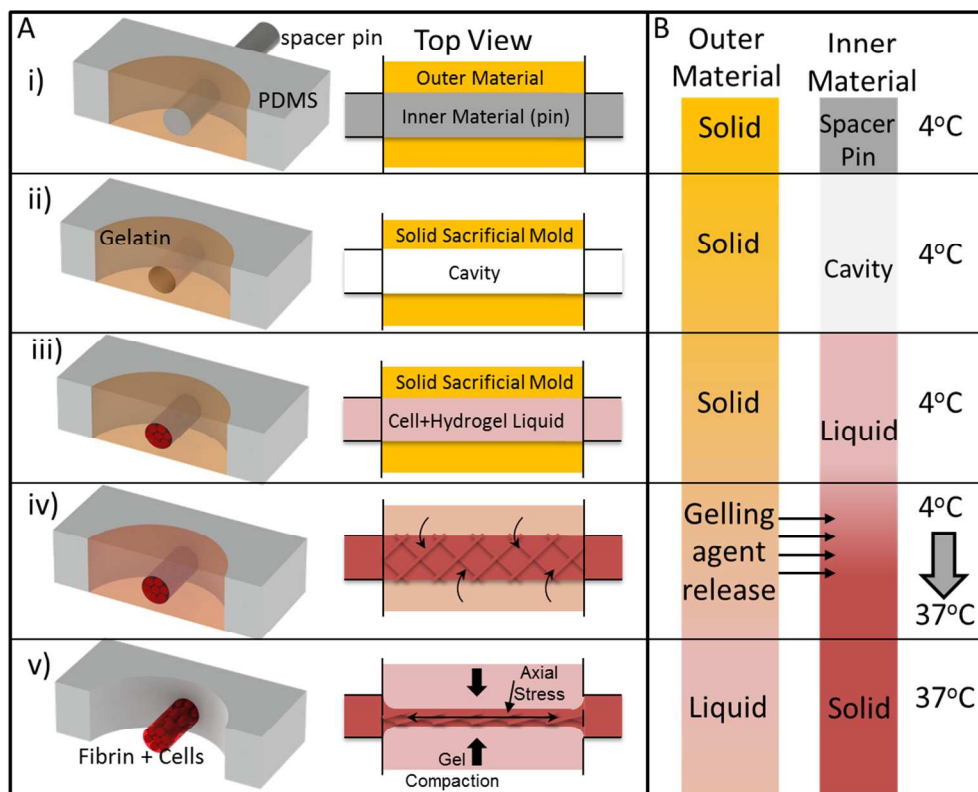 A
spacer pin
Top View
i)
PDMS
Outer Material
Inner Material (pin)
ii)
Gelatin
Solid Sacrificial Mold
Cavity
iii)
Solid Sacrificial Mold
Cell+Hydrogel Liquid
iv)
v)
Fibrin + Cells
Axial
Stress
Gel
Compaction
B
Outer
Material
Inner
Material
Solid
Spacer
Pin
4°C
Solid
Cavity
4°C
Solid
Liquid
4°C
Gelling
agent
release
4°C
37°C
Liquid
Solid
37°C